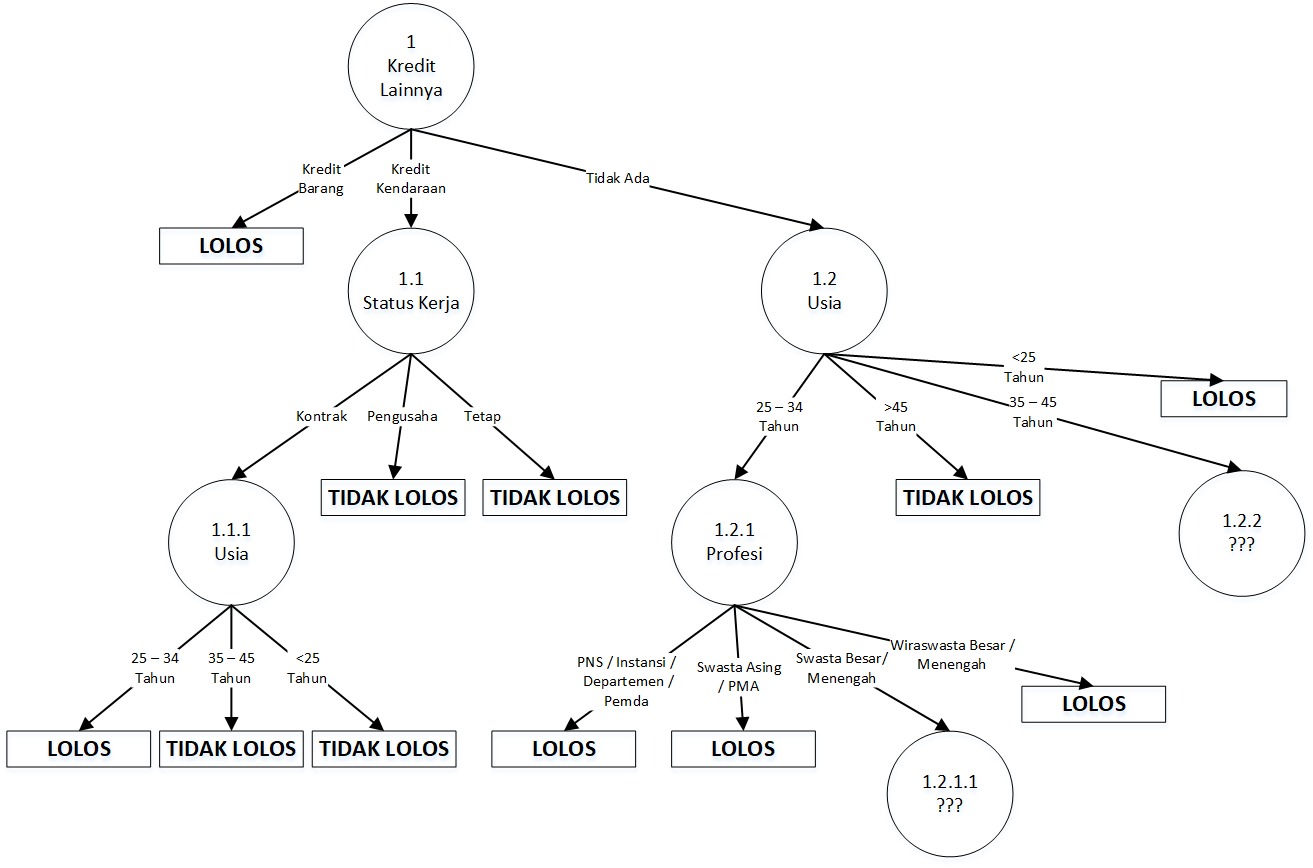 1
Kredit
Lainnya
Kredit
Barang
Kredit
Kendaraan
Tidak Ada
LOLOS
1.1
Status Kerja
1.2
Usia
<25
Tahun
LOLOS
Kontrak
Pengusaha
Tetap
25 – 34
Tahun
>45
Tahun
35 – 45
Tahun
1.1.1
Usia
TIDAK LOLOS
TIDAK LOLOS
1.2.1
Profesi
TIDAK LOLOS
1.2.2
???
25 – 34
Tahun
35 – 45
Tahun
<25
Tahun
PNS / Instansi /
Departemen /
Pemda
Swasta Asing
/ PMA
Swasta Besar/
Menengah
Wiraswasta Besar /
Menengah
LOLOS
LOLOS
TIDAK LOLOS
TIDAK LOLOS
LOLOS
LOLOS
1.2.1.1
???